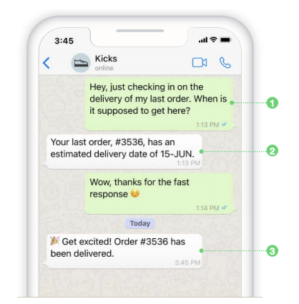 3:45
Kicks
online
Hey, just checking in on the
delivery of my last order. When is
it supposed to get here?
1
1:13 PM
Your last order, #3536, has an
estimated delivery date of 15-JUN.
2
1:13 PM
Wow, thanks for the fast
response 😉
1:14 PM
Today
🎉 Get excited! Order #3536 has
been delivered.
3
3:45 PM